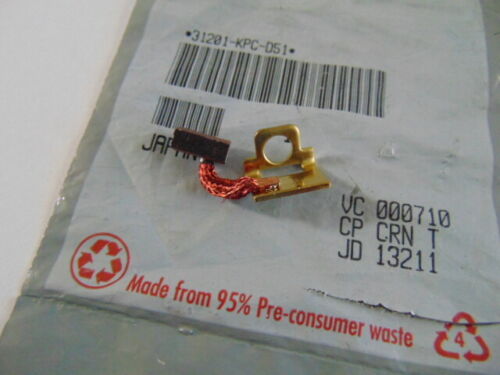 *31201-KPC-D51*
JAPAN
VC 000710
CP CRN T
JD 13211
Made from 95% Pre-consumer waste
4